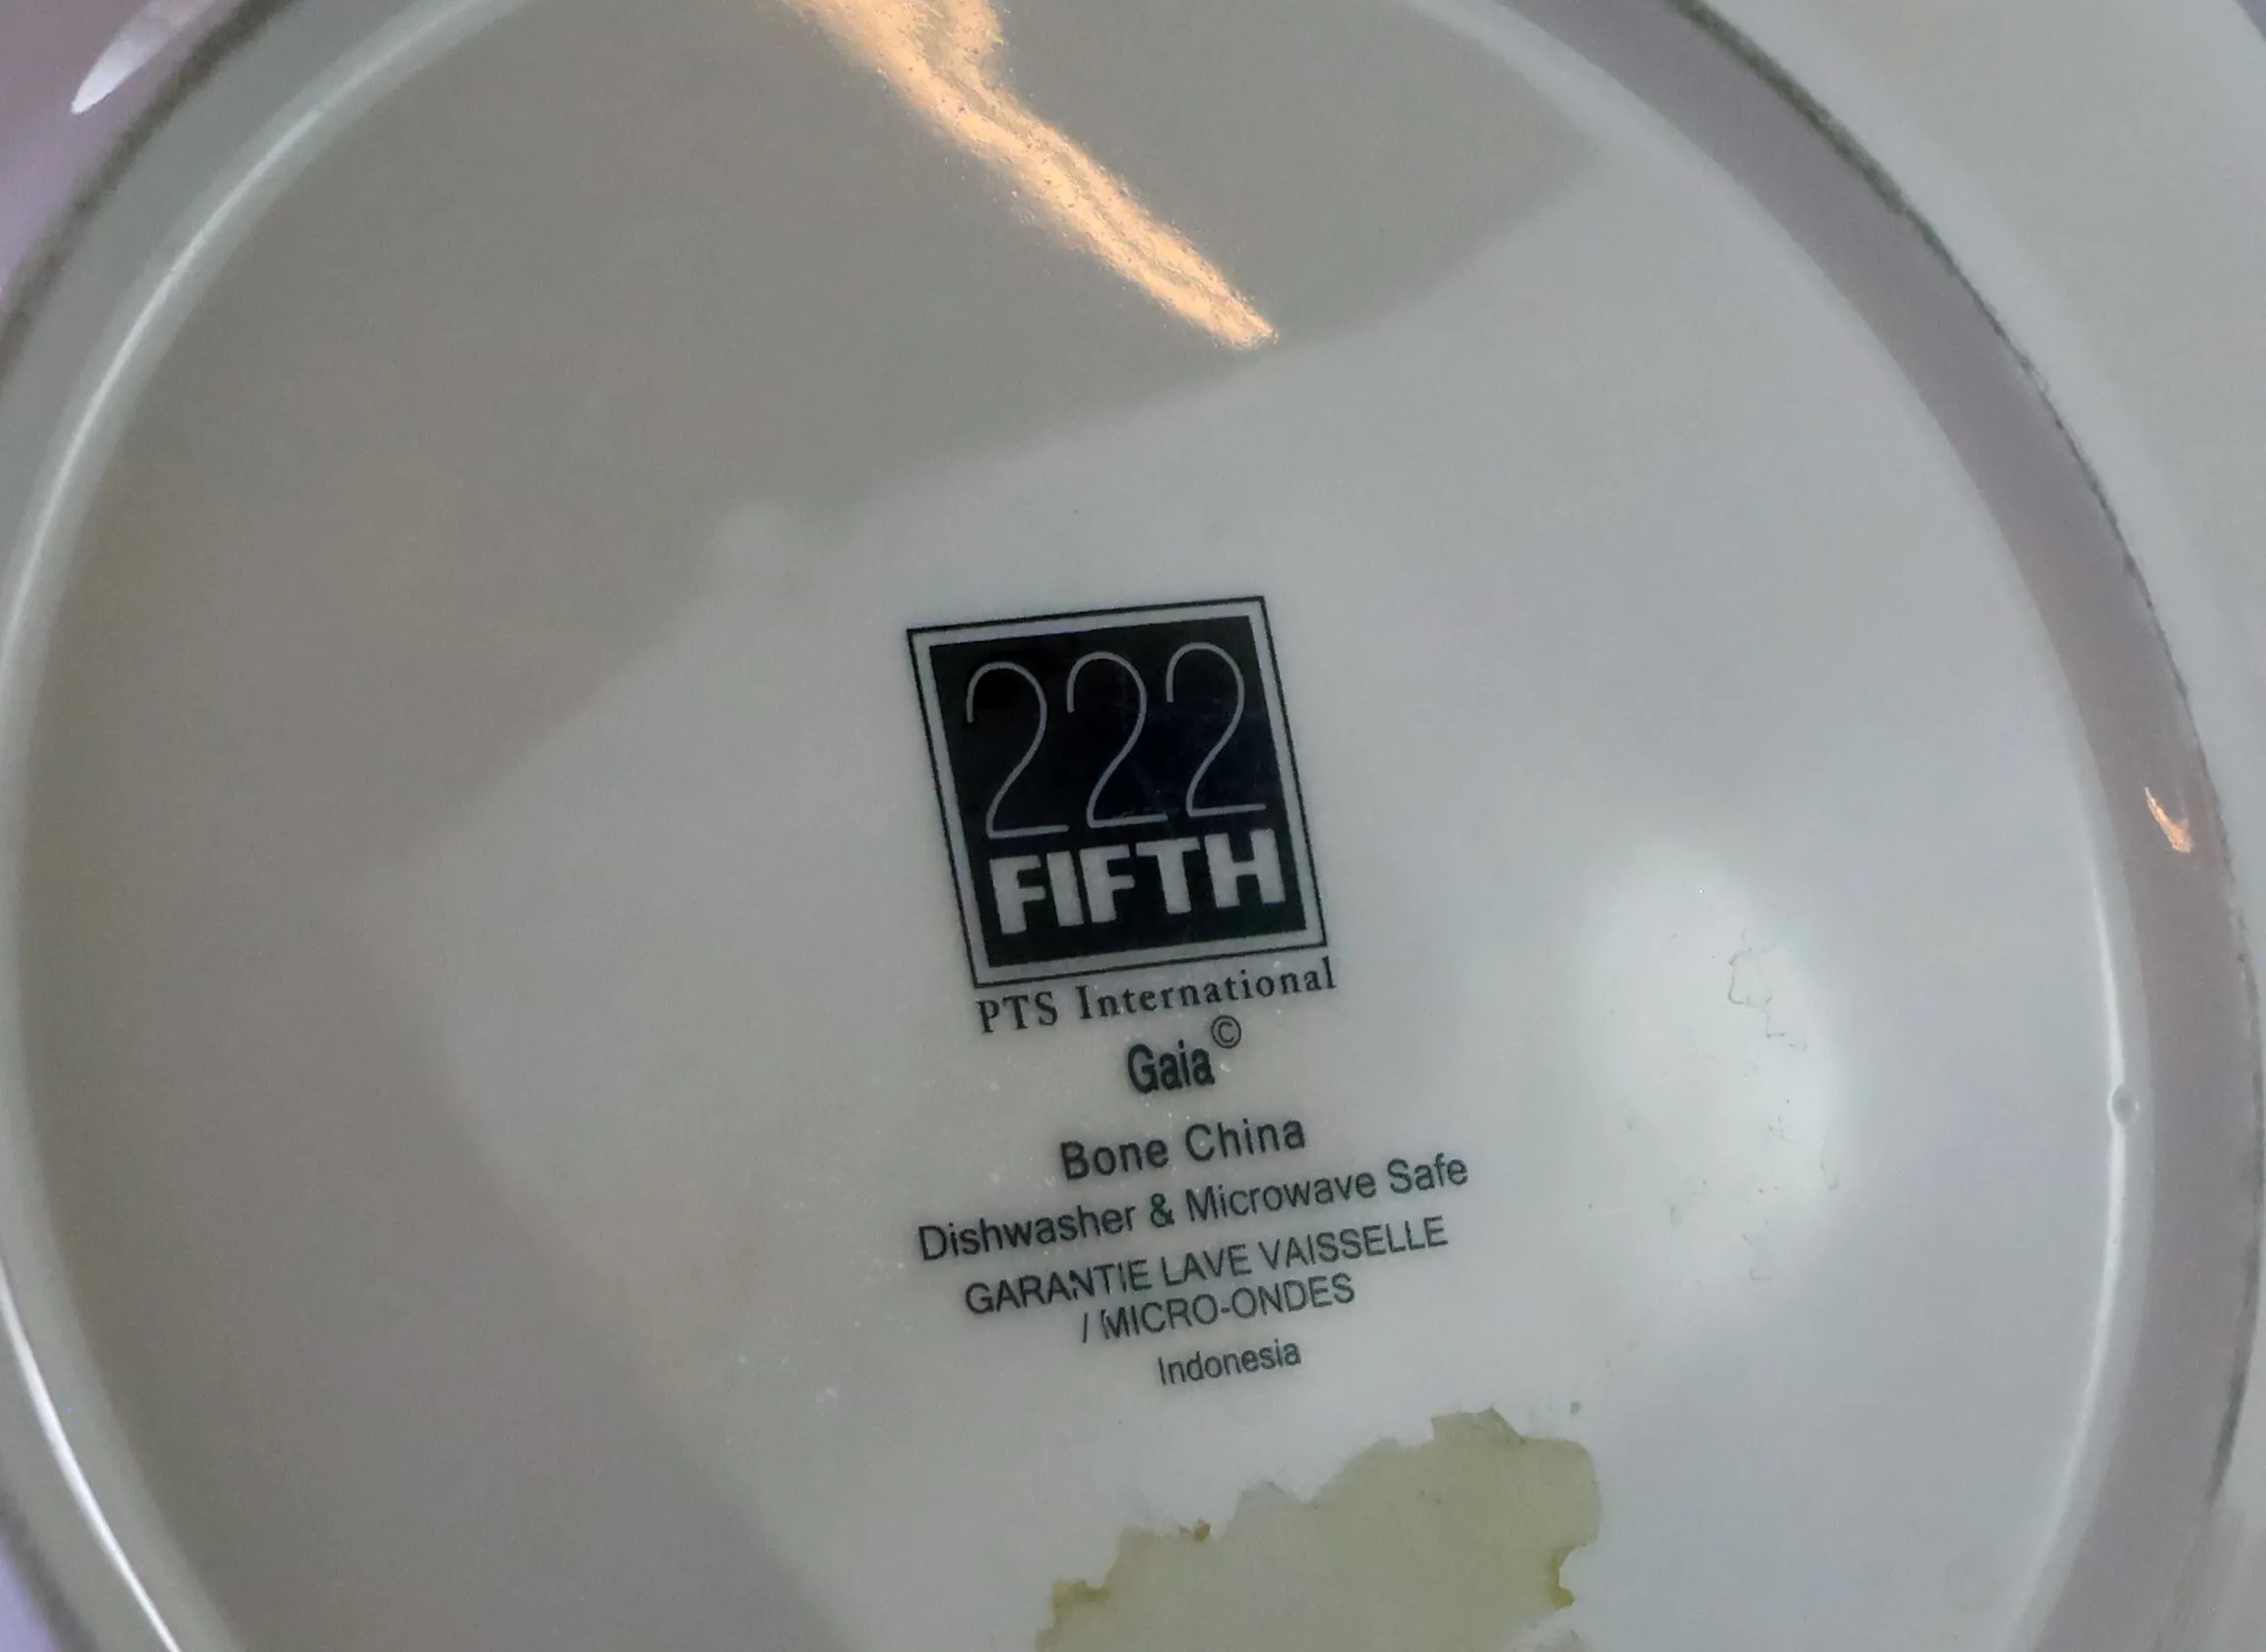 222
FIFTH
PTS International
Gaia©
Bone China
Dishwasher & Microwave Safe
GARANTIE LAVE VAISSELLE
/ MICRO-ONDES
Indonesia